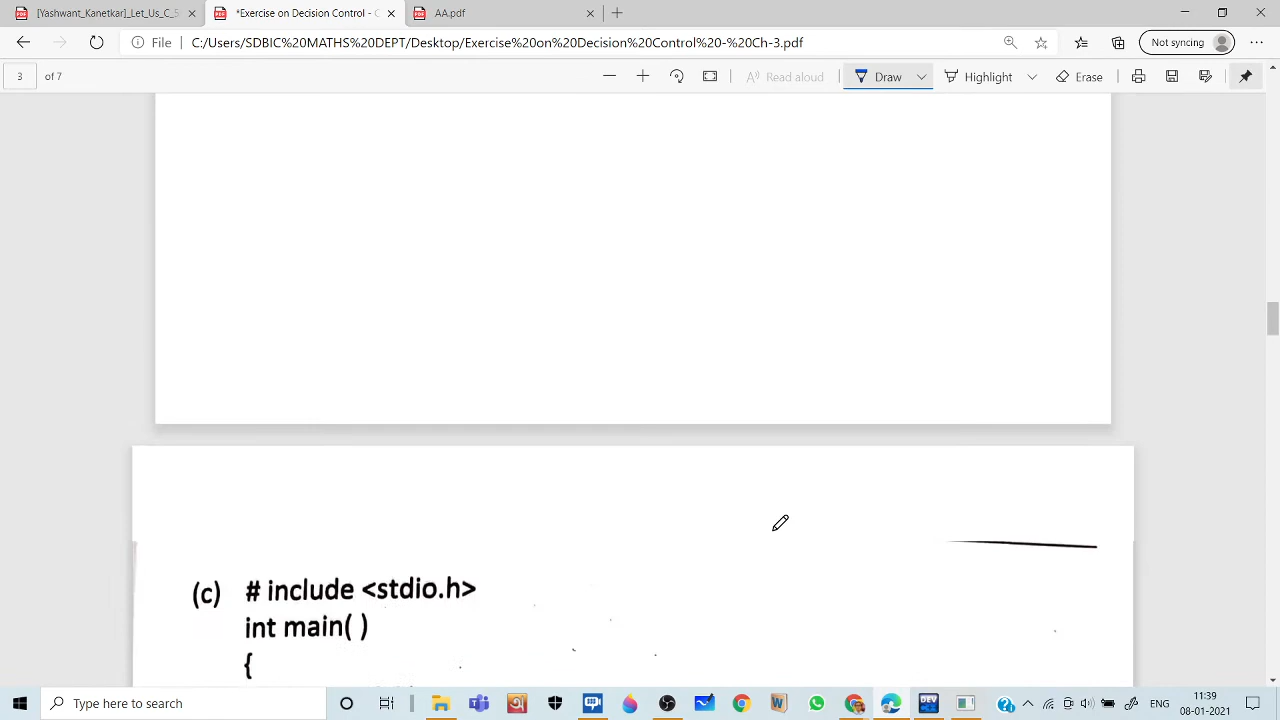 Yashwant_Kanetkar_Let_Us_C_5
*Exercise on Decision Control - C
AA.pdf
File
C:/Users/SDBIC%20MATHS%20DEPT/Desktop/Exercise%20on%20Decision%20Control%20-%20Ch-3.pdf
Not syncing
3 of 7
Read aloud
Draw
Highlight
Erase
(c) # include <stdio.h>
int main( )
{
Type here to search
ENG
11:39
08-01-2021